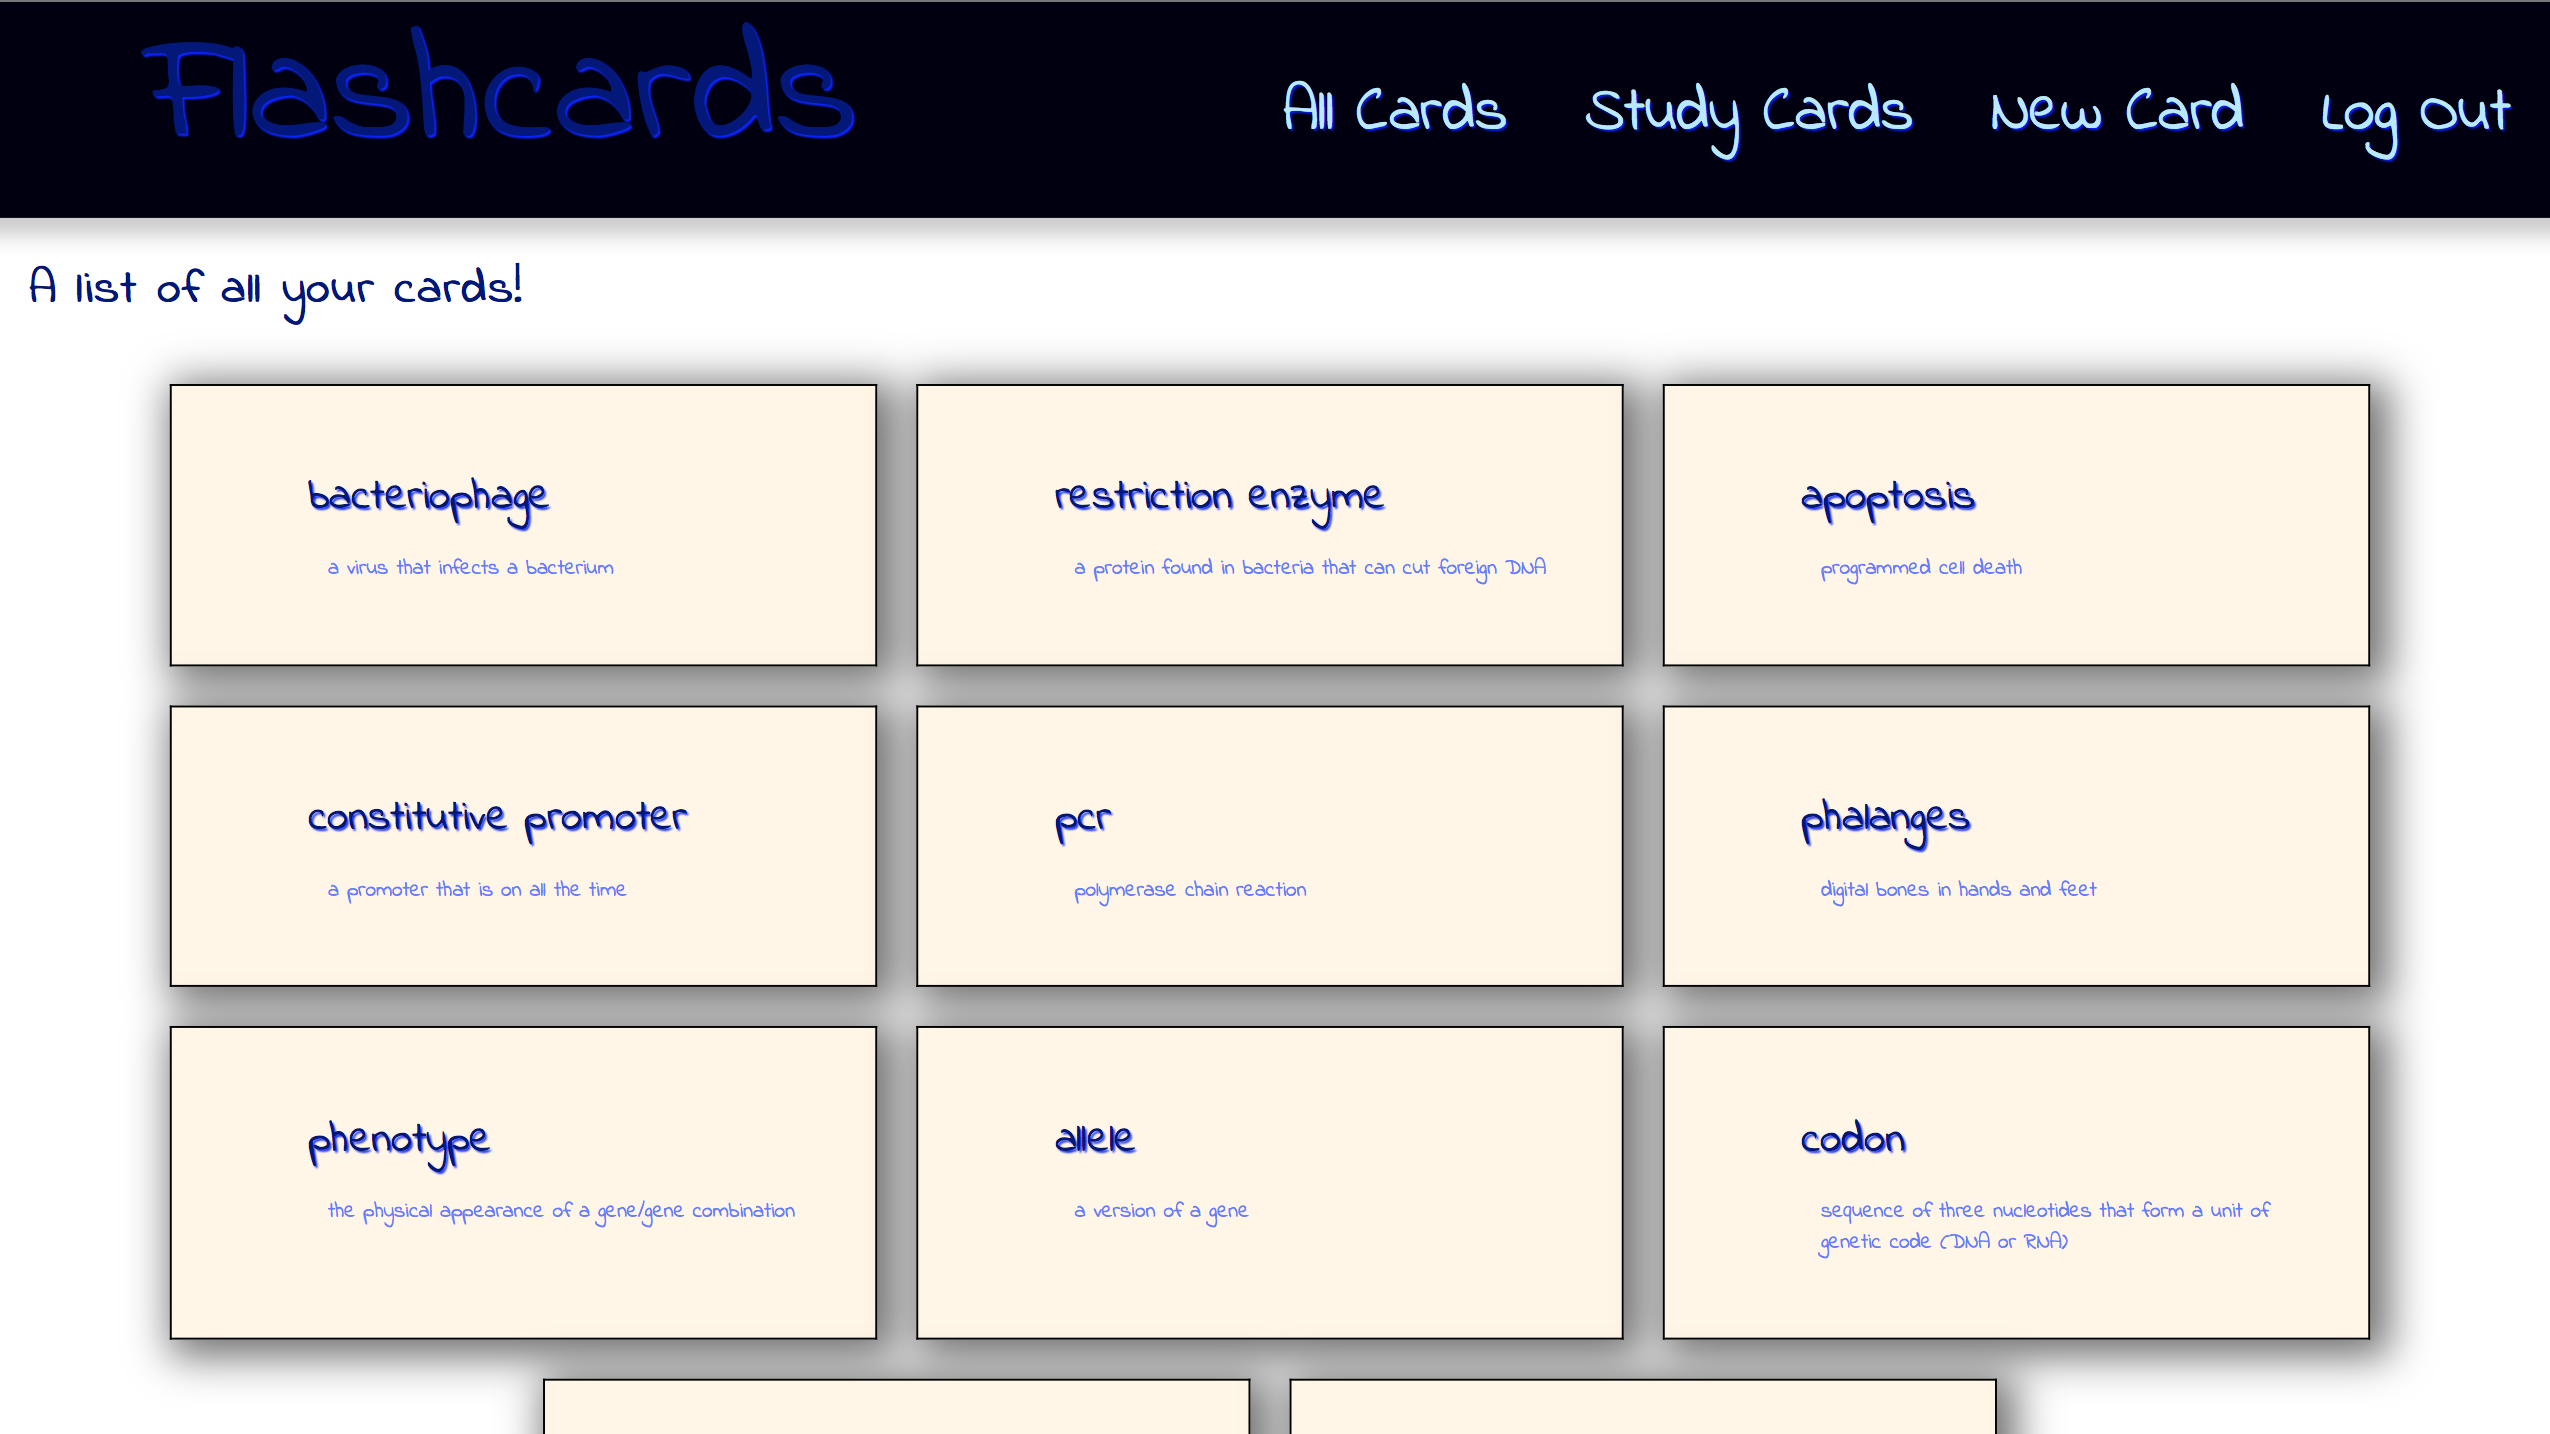 Flashcards
All Cards
Study Cards
New Card
Log Out
A list of all your cards!
bacteriophage
a virus that infects a bacterium
restriction enzyme
a protein found in bacteria that can cut foreign DNA
apoptosis
programmed cell death
constitutive promoter
a promoter that is on all the time
pcr
polymerase chain reaction
phalanges
digital bones in hands and feet
phenotype
the physical appearance of a gene/gene combination
allele
a version of a gene
codon
sequence of three nucleotides that form a unit of
genetic code (DNA or RNA)